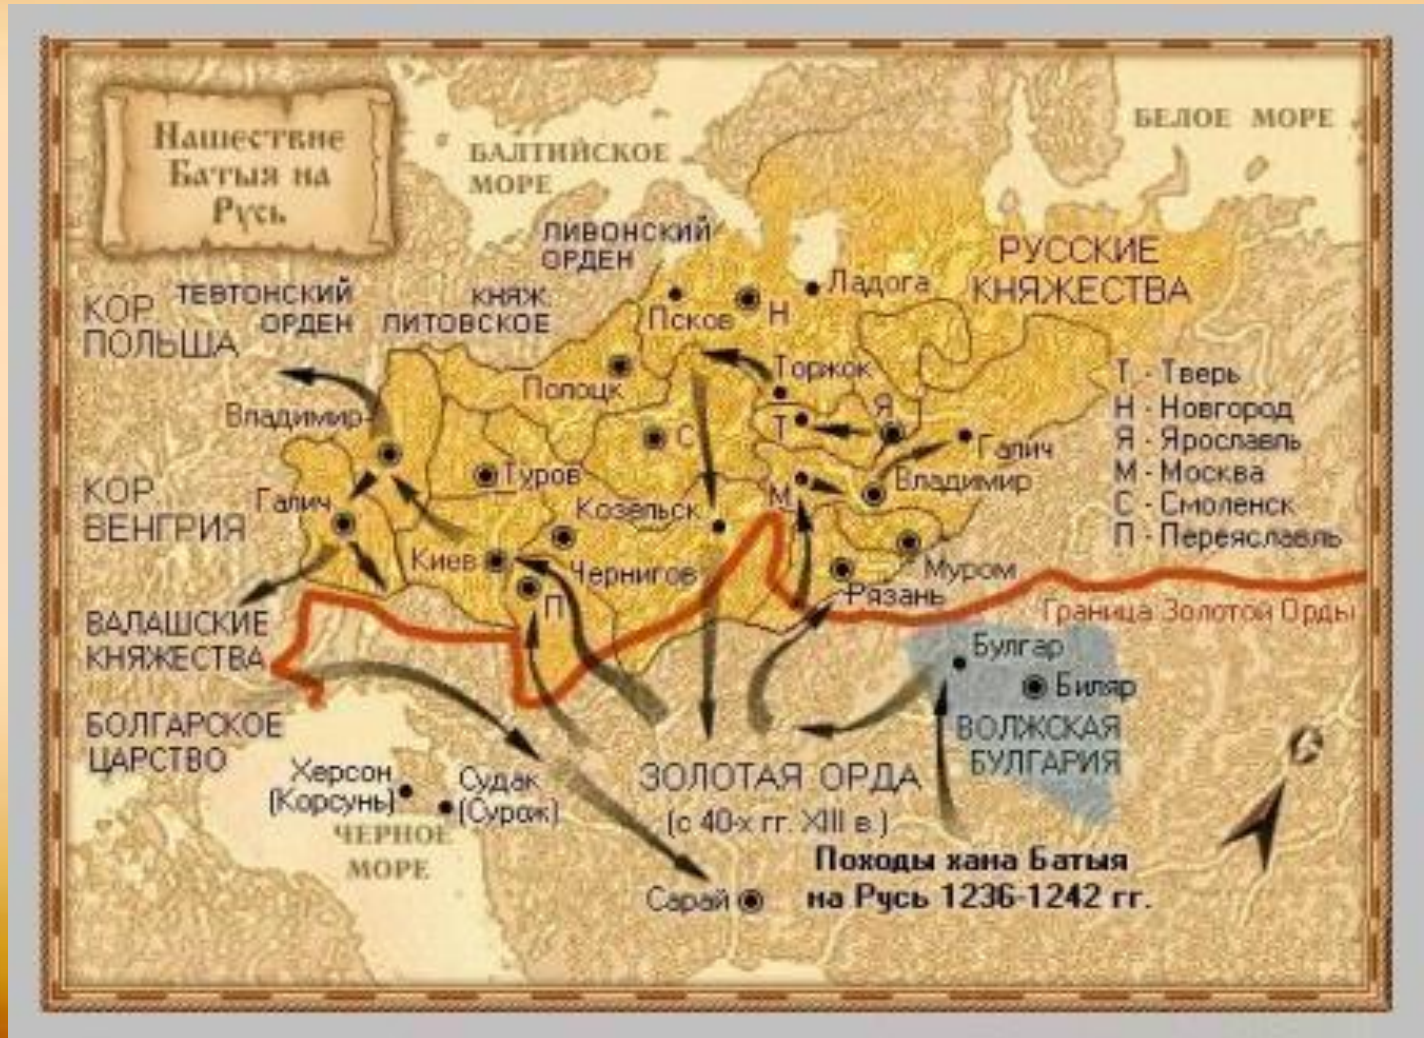 Нашествие
Батыя на
Русь
БАЛТИЙСКОЕ
МОРЕ
БЕЛОЕ МОРЕ
ЛИВОНСКИЙ
ОРДЕН
РУССКИЕ
КНЯЖЕСТВА
КОР.
ПОЛЬША
ТЕВТОНСКИЙ
ОРДЕН
КНЯЖ.
ЛИТОВСКОЕ
Псков
Н
Ладога
Торжок
Полоцк
Т
Я
Галич
Владимир
С
Туров
Владимир
М
Козельск
Т - Тверь
Н - Новгород
Я - Ярославль
М - Москва
С - Смоленск
П - Переяславль
КОР.
ВЕНГРИЯ
Галич
Киев
Чернигов
П
Муром
Рязань
Граница Золотой Орды
ВАЛАШСКИЕ
КНЯЖЕСТВА
БОЛГАРСКОЕ
ЦАРСТВО
Булгар
Биляр
ВОЛЖСКАЯ
БУЛГАРИЯ
Херсон
(Корсунь)
Судак
(Сурож)
ЧЕРНОЕ
МОРЕ
ЗОЛОТАЯ ОРДА
(с 40-х гг. XIII в.)
Походы хана Батыя
на Русь 1236-1242 гг.
Сарай